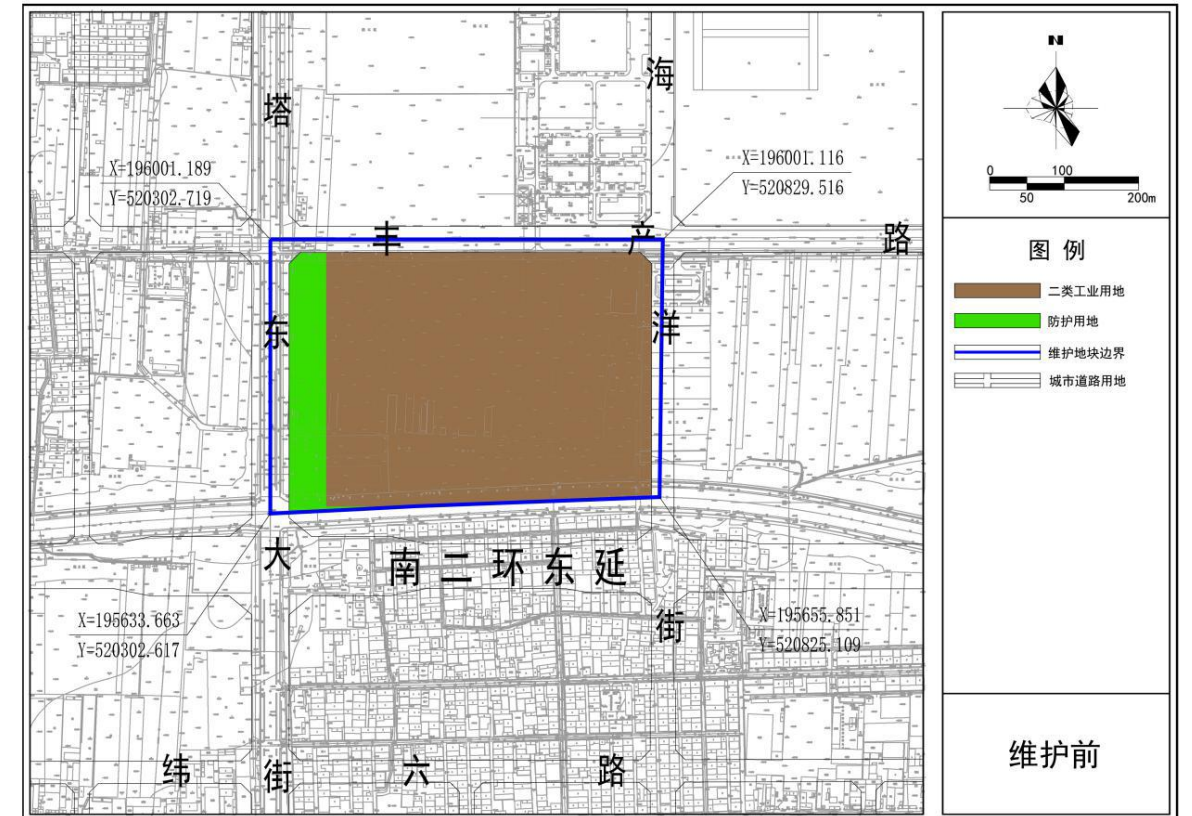 N
0 100
50 200m
图 例
二类工业用地
防护用地
维护地块边界
城市道路用地
维护前
塔东大街
海洋街
X=196001.189
Y=520302.719
X=196001.116
Y=520829.516
丰产路
南二环东延
X=195633.663
Y=520302.617
X=195655.851
Y=520825.109
纬六路